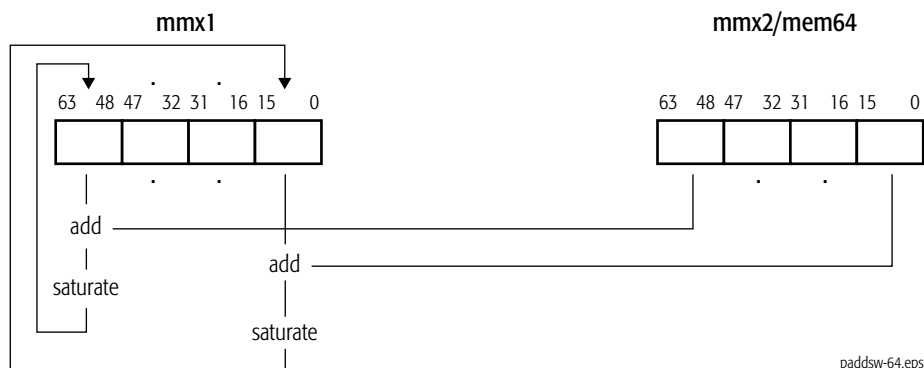 mmx1 mmx2/mem64
. .
63 48 47 32 31 16 15 0 63 48 47 32 31 16 15 0
. . . .
add
add
saturate
saturate
paddsw-64.eps